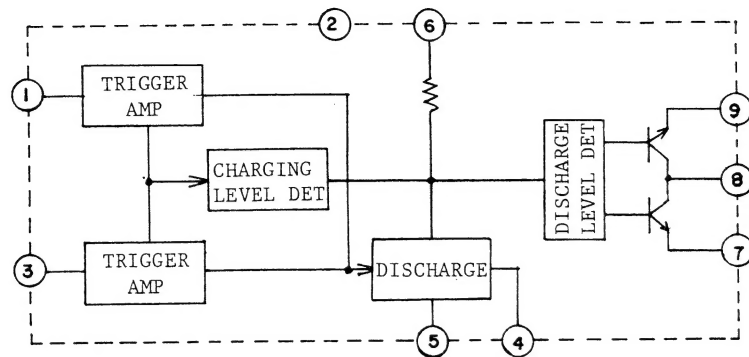 2
6
1
TRIGGER
AMP
9
CHARGING
LEVEL DET
DISCHARGE
LEVEL DET
8
3
TRIGGER
AMP
DISCHARGE
7
5
4